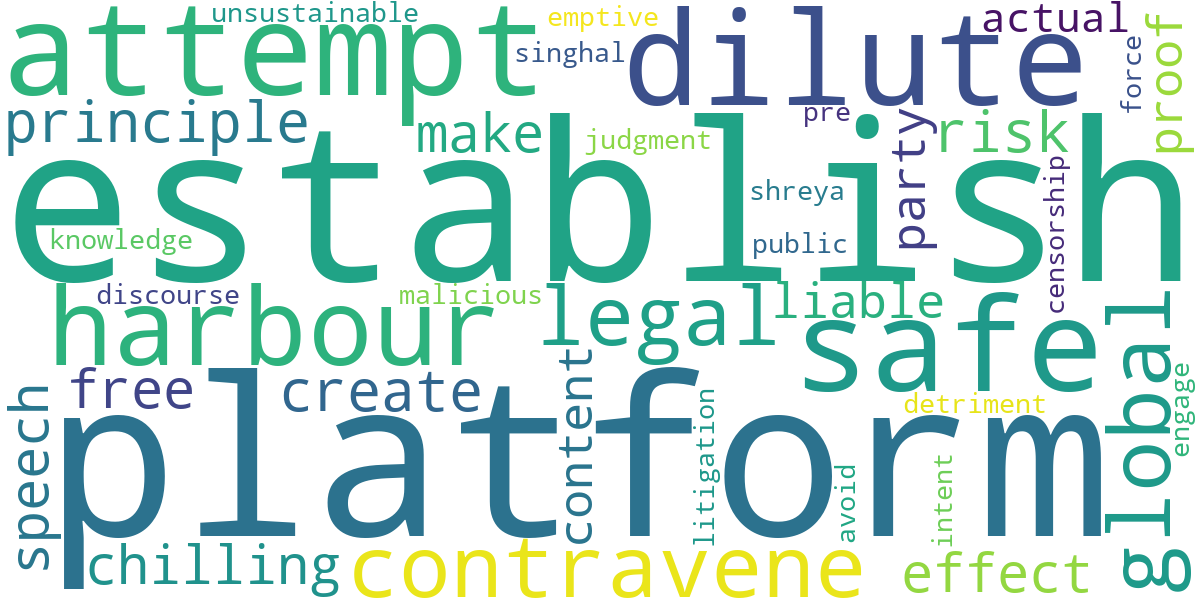 unsustainable
emptive
actual
attempt
dilute
singhal
force
proof
principle
make
judgment
pre
party
risk
establish
shreya
censorship
knowledge
public
discourse
malicious
harbour
legal
liable
safe
global
free
create
content
speech
platform
litigation
detriment
engage
avoid
intent
chilling
contravene
effect